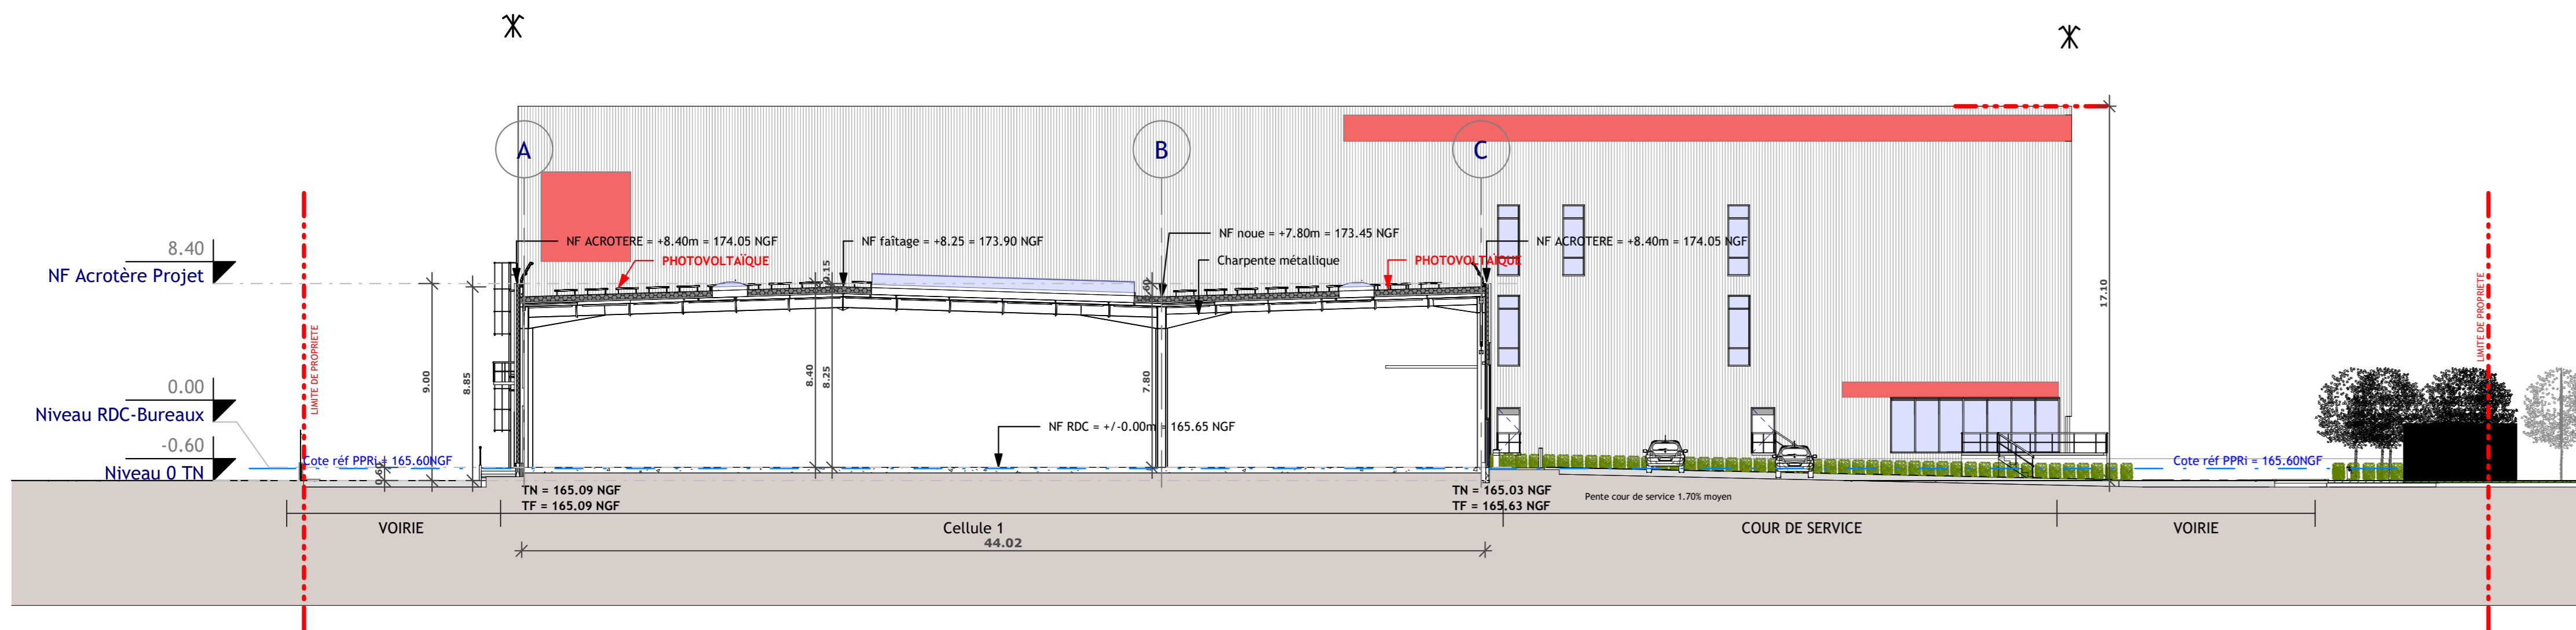 A
B
C
8.40
NF Acrotère Projet
0.00
Niveau RDC-Bureaux
-0.60
Niveau 0 TN
LIMITE DE PROPRIETE
Cote réf PPRi = 165.60NGF
0.60
9.00
8.85
NF ACROTERE = +8.40m = 174.05 NGF
PHOTOVOLTAÏQUE
0.15
NF faîtage = +8.25 = 173.90 NGF
8.40
8.25
NF noue = +7.80m = 173.45 NGF
Charpente métallique
.60
7.80
NF ACROTERE = +8.40m = 174.05 NGF
PHOTOVOLTAÏQUE
NF RDC = +/-0.00m = 165.65 NGF
17.10
LIMITE DE PROPRIETE
Cote réf PPRi = 165.60NGF
TN = 165.09 NGF
TF = 165.09 NGF
TN = 165.03 NGF
TF = 165.63 NGF
Pente cour de service 1.70% moyen
VOIRIE
Cellule 1
COUR DE SERVICE
VOIRIE
44.02